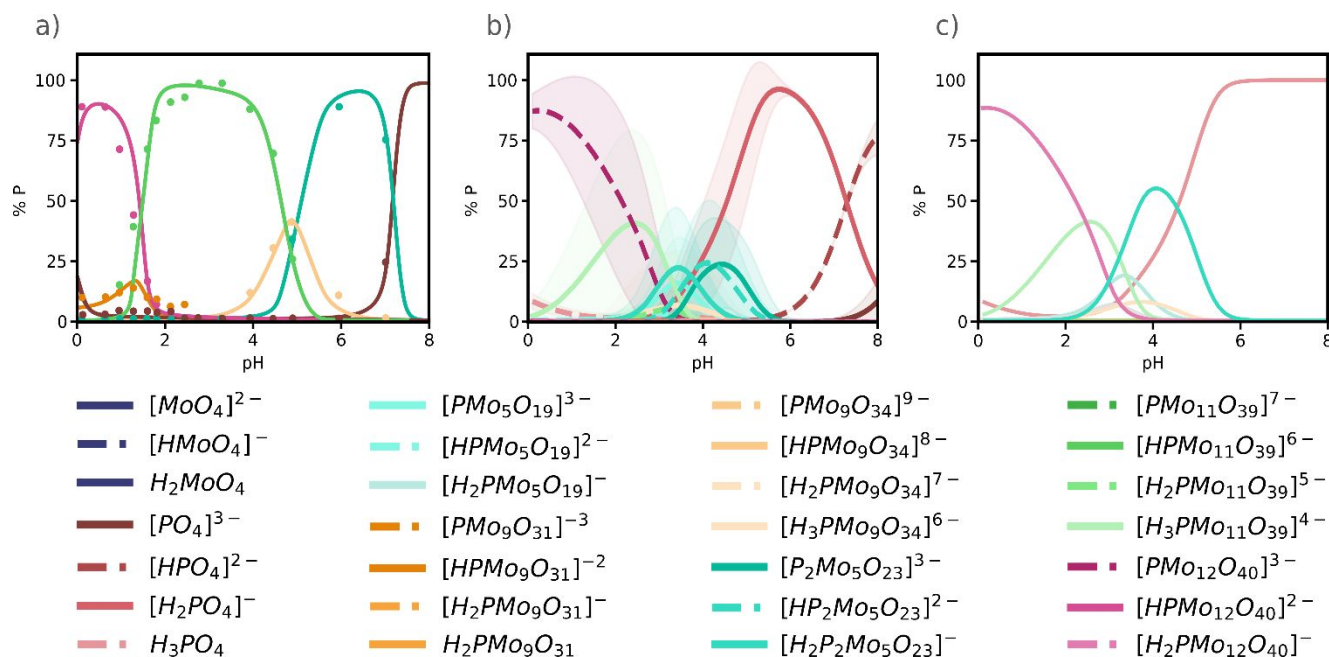 a)
b)
c)
100
75
50
25
0
% P
0
2
4
6
8
pH
100
75
50
25
0
% P
0
2
4
6
8
pH
100
75
50
25
0
% P
0
2
4
6
8
pH
[MoO₄]²⁻
[HMoO₄]⁻
H₂MoO₄
[PO₄]³⁻
[HPO₄]²⁻
[H₂PO₄]⁻
H₃PO₄
[PMo₅O₁₉]³⁻
[HPMo₅O₁₉]²⁻
[H₂PMo₅O₁₉]⁻
[PMo₉O₃₁]⁻³
[HPMo₉O₃₁]⁻²
[H₂PMo₉O₃₁]⁻
H₂PMo₉O₃₁
[PMo₉O₃₄]⁹⁻
[HPMo₉O₃₄]⁸⁻
[H₂PMo₉O₃₄]⁷⁻
[H₃PMo₉O₃₄]⁶⁻
[P₂Mo₅O₂₃]³⁻
[HP₂Mo₅O₂₃]²⁻
[H₂P₂Mo₅O₂₃]⁻
[PMo₁₁O₃₉]⁷⁻
[HPMo₁₁O₃₉]⁶⁻
[H₂PMo₁₁O₃₉]⁵⁻
[H₃PMo₁₁O₃₉]⁴⁻
[PMo₁₂O₄₀]³⁻
[HPMo₁₂O₄₀]²⁻
[H₂PMo₁₂O₄₀]⁻